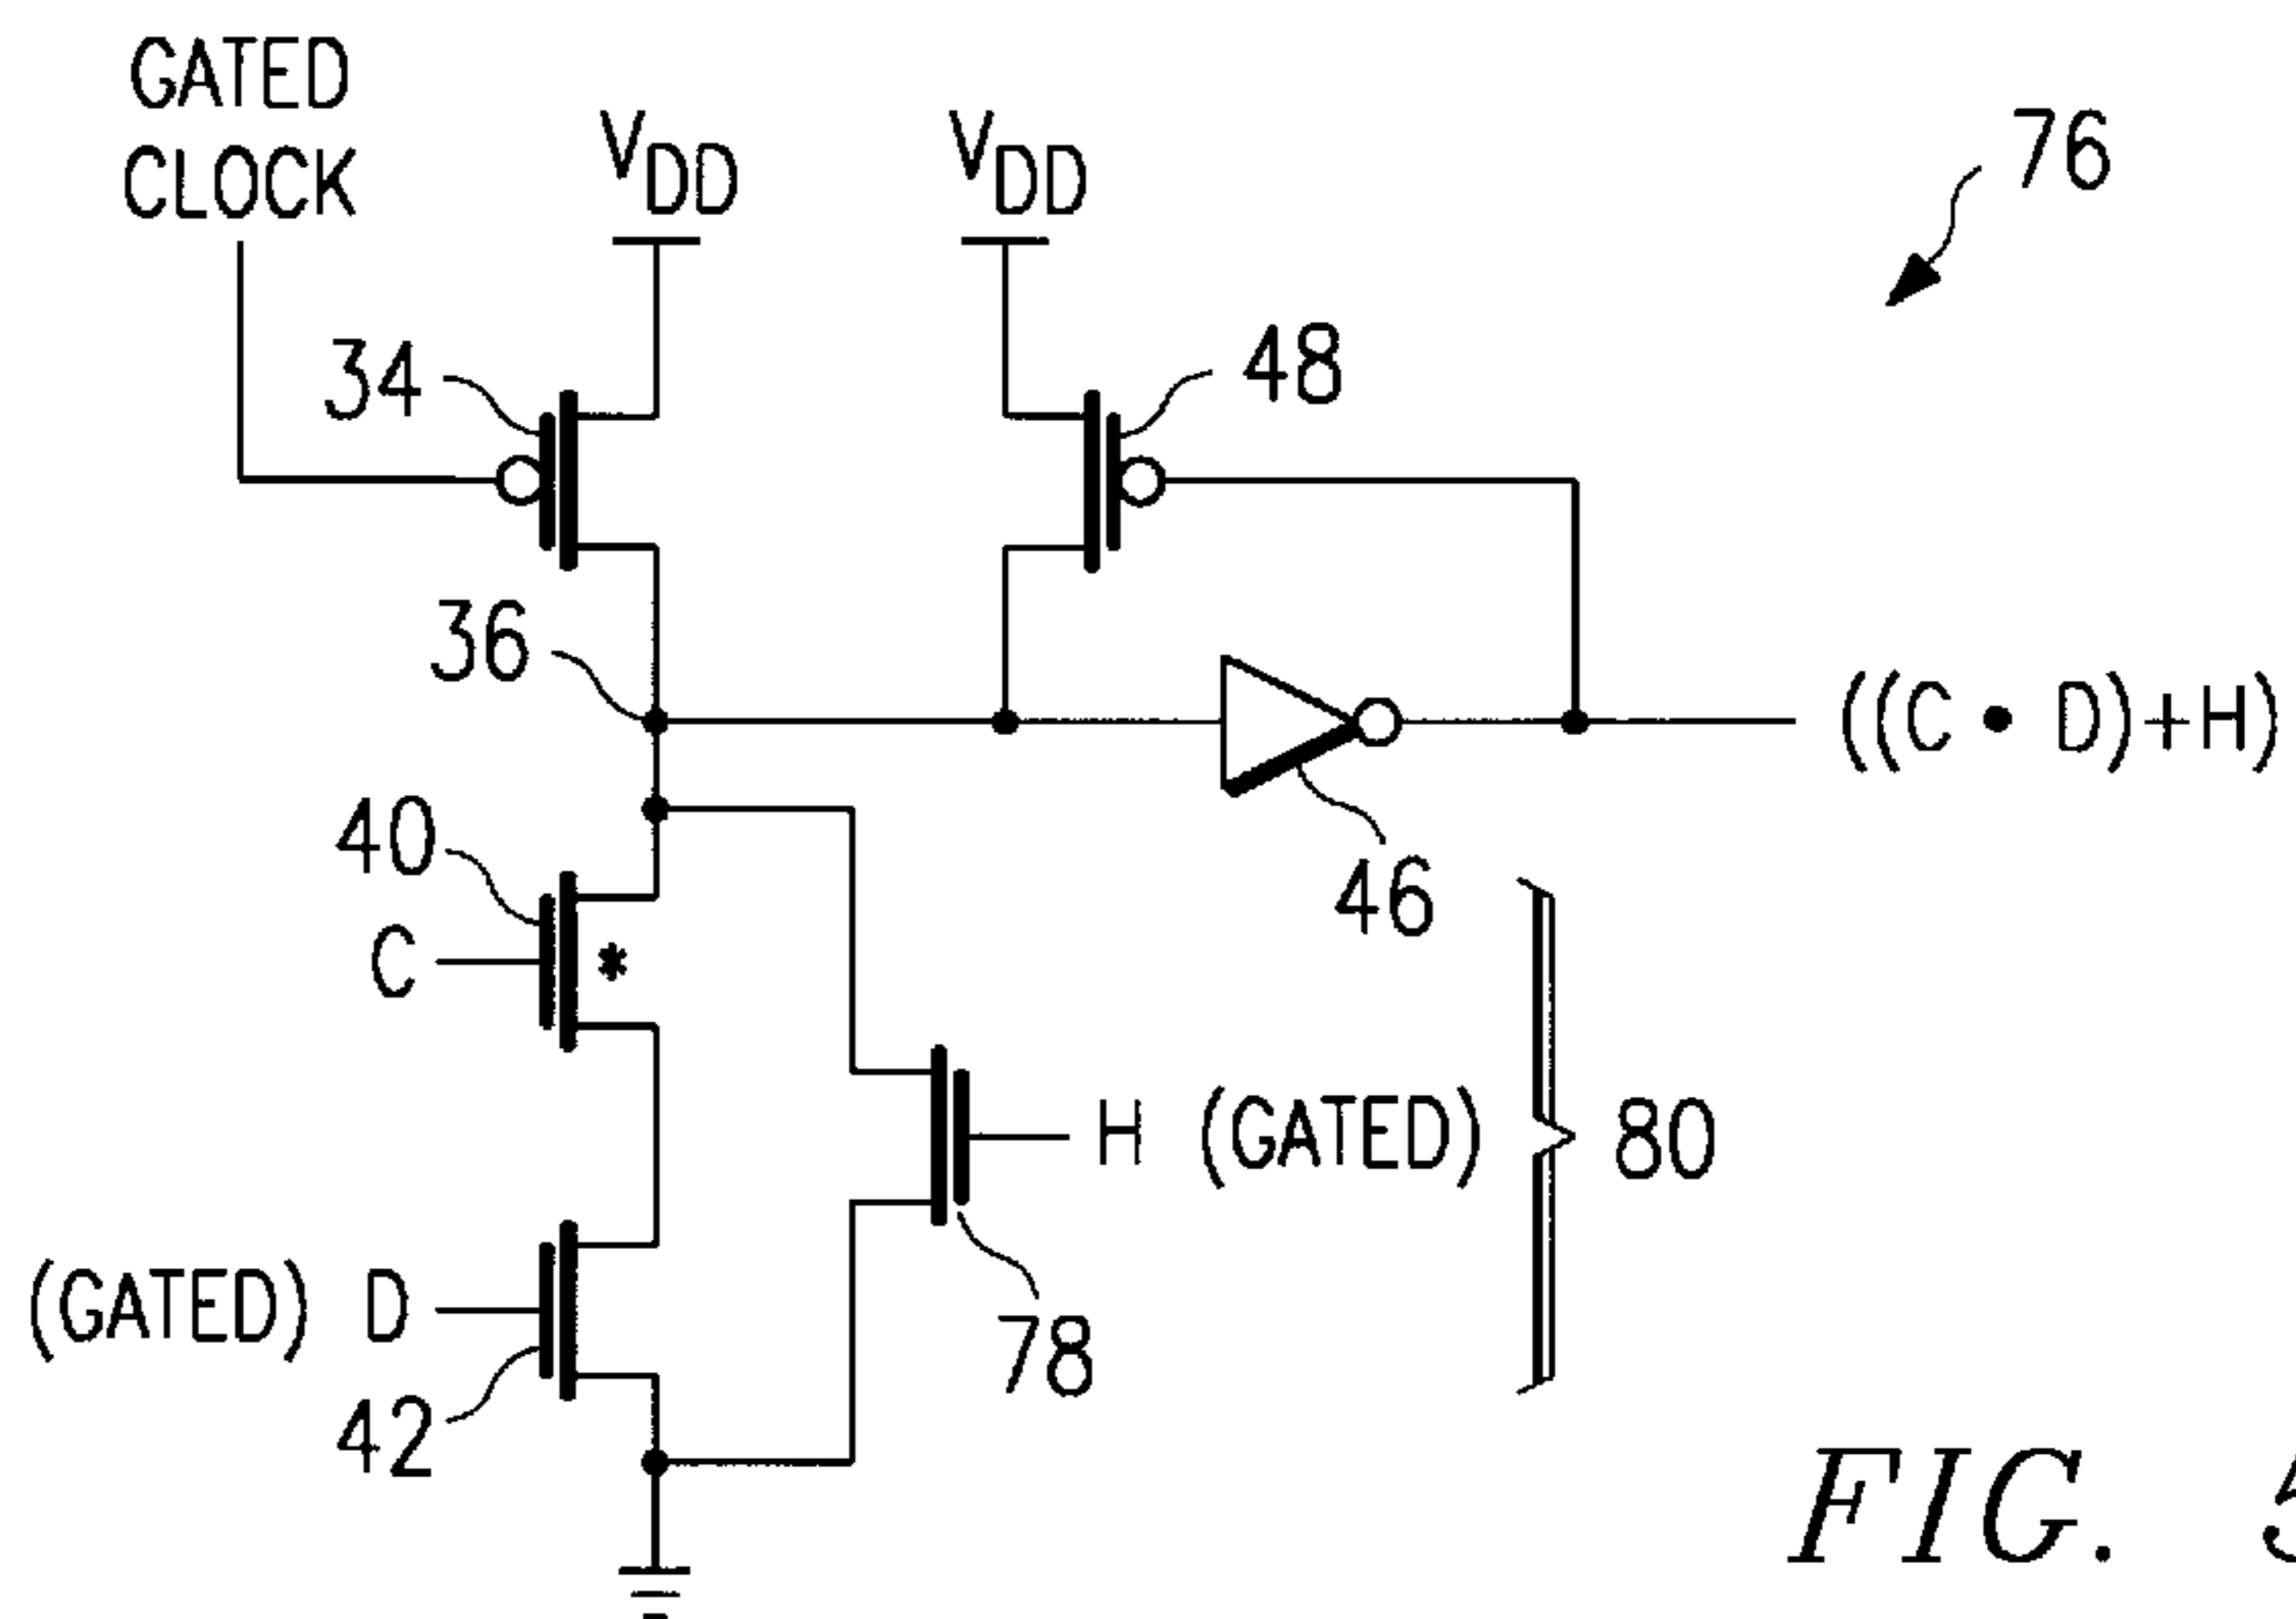 GATED
CLOCK
VDD
VDD
76
34
48
36
((C • D)+H)
40
46
C
*
H (GATED)
80
(GATED) D
78
42
FIG.